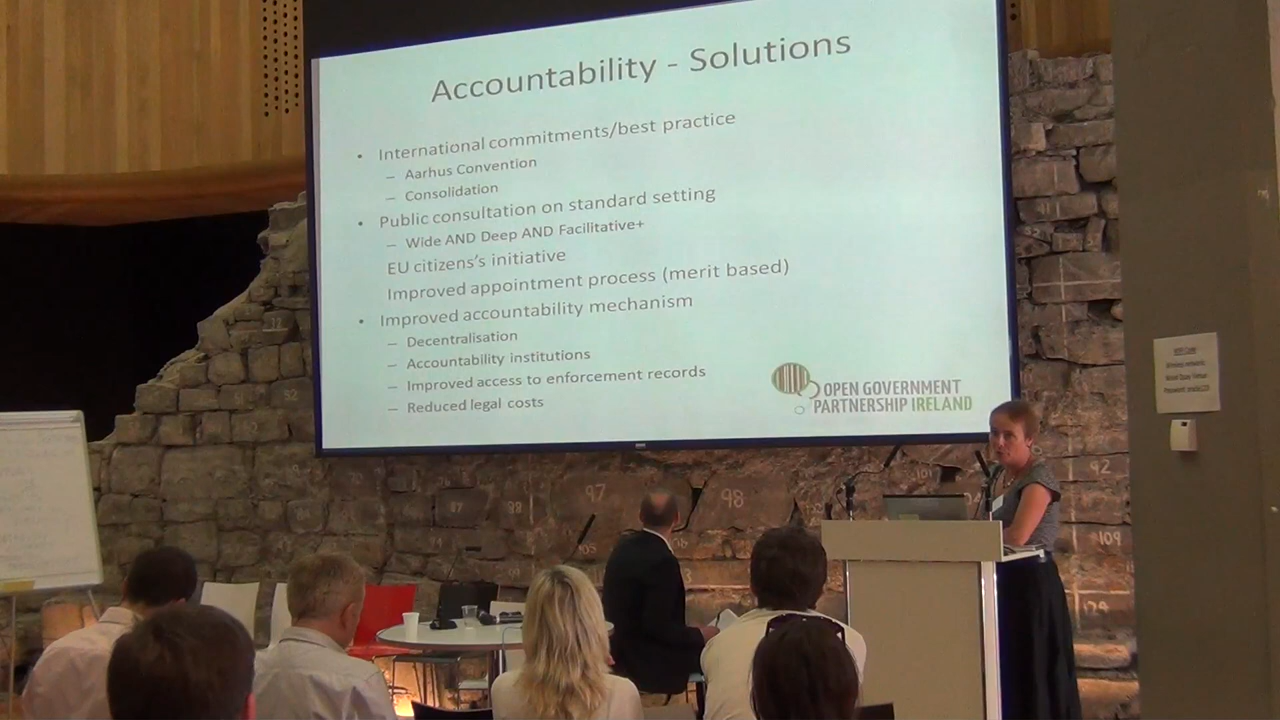 Accountability - Solutions
• International commitments/best practice
– Aarhus Convention
– Consolidation
• Public consultation on standard setting
– Wide AND Deep AND Facilitative+
EU citizens's initiative
Improved appointment process (merit based)
• Improved accountability mechanism
– Decentralisation
– Accountability institutions
– Improved access to enforcement records
– Reduced legal costs
OPEN GOVERNMENT
PARTNERSHIP IRELAND
97
98
92
109